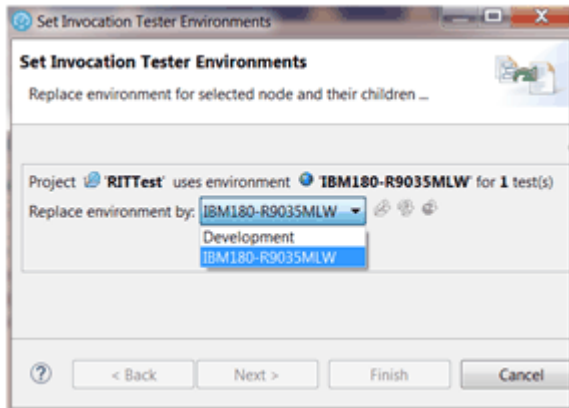 Set Invocation Tester Environments
Set Invocation Tester Environments
Replace environment for selected node and their children ...
Project 'RITTest' uses environment 'IBM180-R9035MLW' for 1 test(s)
Replace environment by: IBM180-R9035MLW
Development
IBM180-R9035MLW
? < Back Next > Finish Cancel